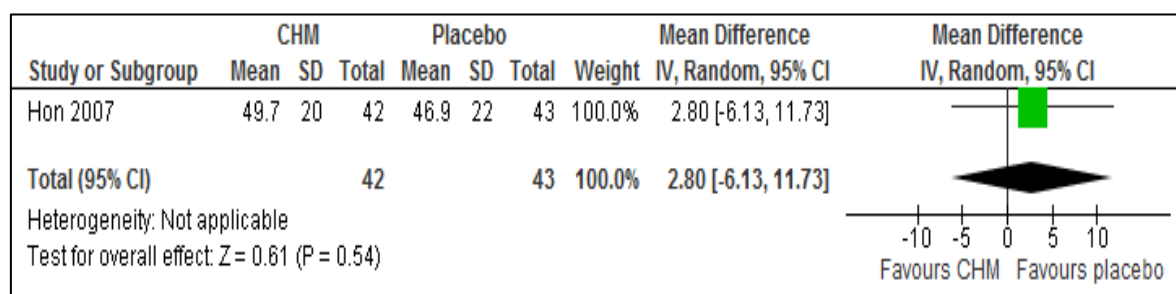 CHM Placebo Mean Difference Mean Difference
Study or Subgroup Mean SD Total Mean SD Total Weight IV, Random, 95% CI IV, Random, 95% CI
Hon 2007 49.7 20 42 46.9 22 43 100.0% 2.80 [-6.13, 11.73]
Total (95% CI) 42 43 100.0% 2.80 [-6.13, 11.73]
Heterogeneity: Not applicable
Test for overall effect: Z = 0.61 (P = 0.54)
-10 -5 0 5 10
Favours CHM Favours placebo